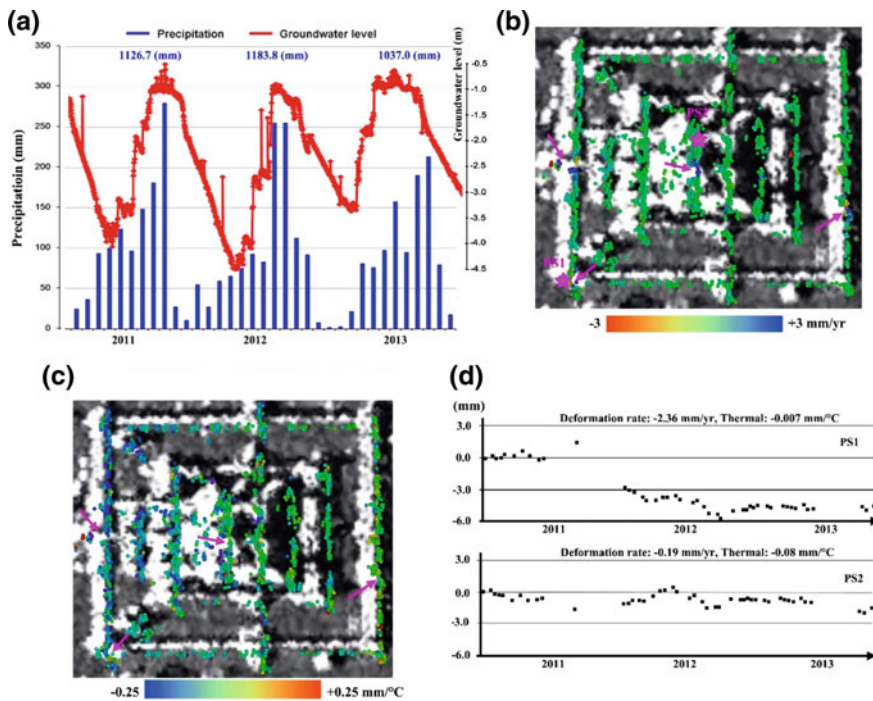 (a)
Precipitation Groundwater level
1126.7 (mm) 1183.8 (mm) 1037.0 (mm)
350
300
250
200
150
100
50
0
Precipitatioin (mm)
-0.5
-1.0
-1.5
-2.0
-2.5
-3.0
-3.5
-4.0
-4.5
Groundwater level (m)
2011 2012 2013
(b)
PS2
PS1
-3 +3 mm/yr
(c)
-0.25 +0.25 mm/°C
(d)
(mm)
Deformation rate: -2.36 mm/yr, Thermal: -0.007 mm/°C
3.0
PS1
0.0
-3.0
-6.0
2011 2012 2013
Deformation rate: -0.19 mm/yr, Thermal: -0.08 mm/°C
3.0
PS2
0.0
-3.0
-6.0
2011 2012 2013